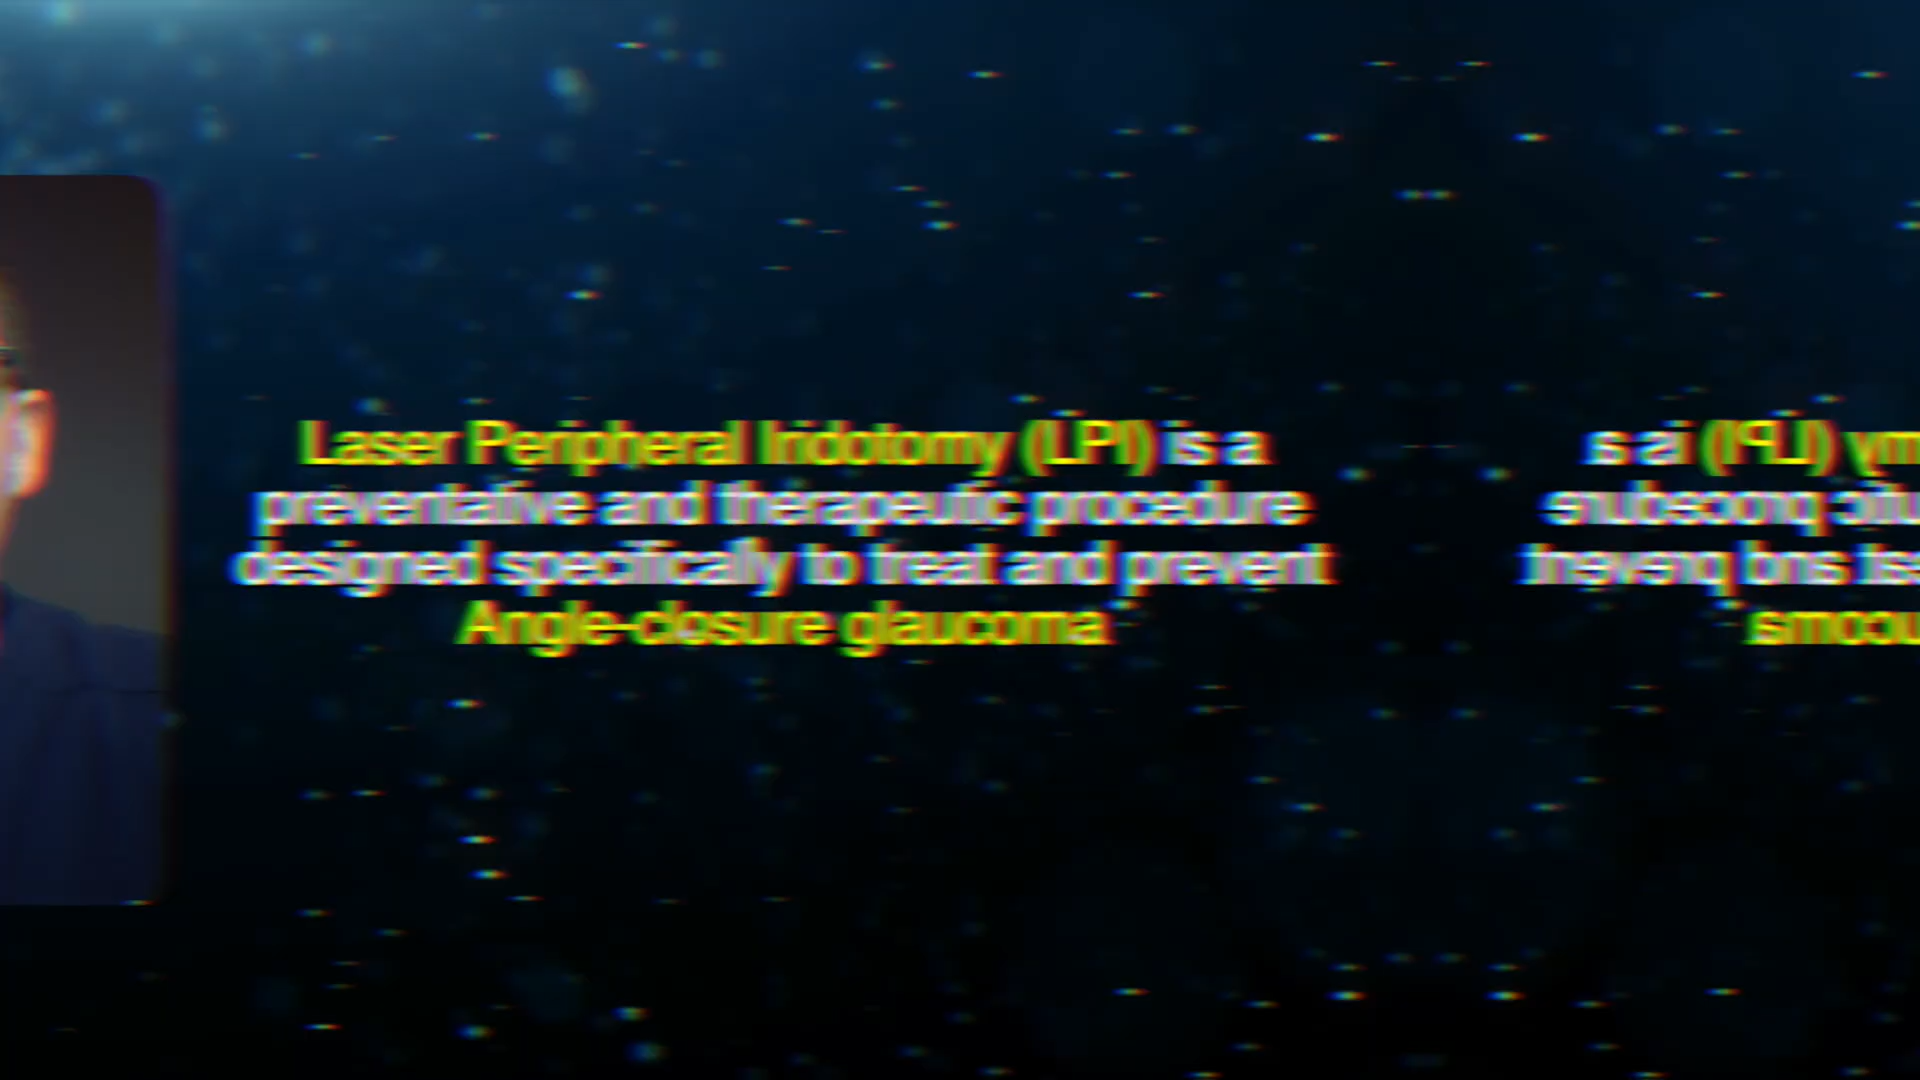 Laser Peripheral Iridotomy (LPI) is a
preventative and therapeutic procedure
designed specifically to treat and prevent
Angle-closure glaucoma